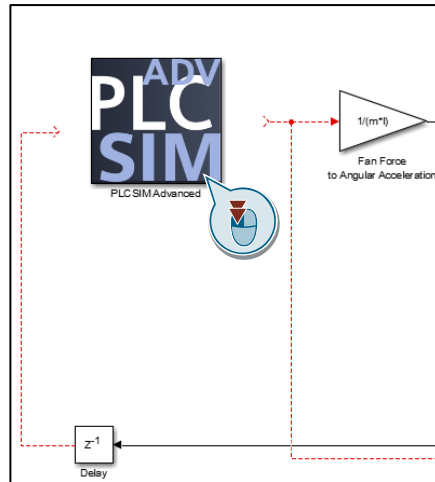 ADV
PLC
SIM
PLCSIM Advanced
1/(m*l)
Fan Force
to Angular Acceleration
z-1
Delay